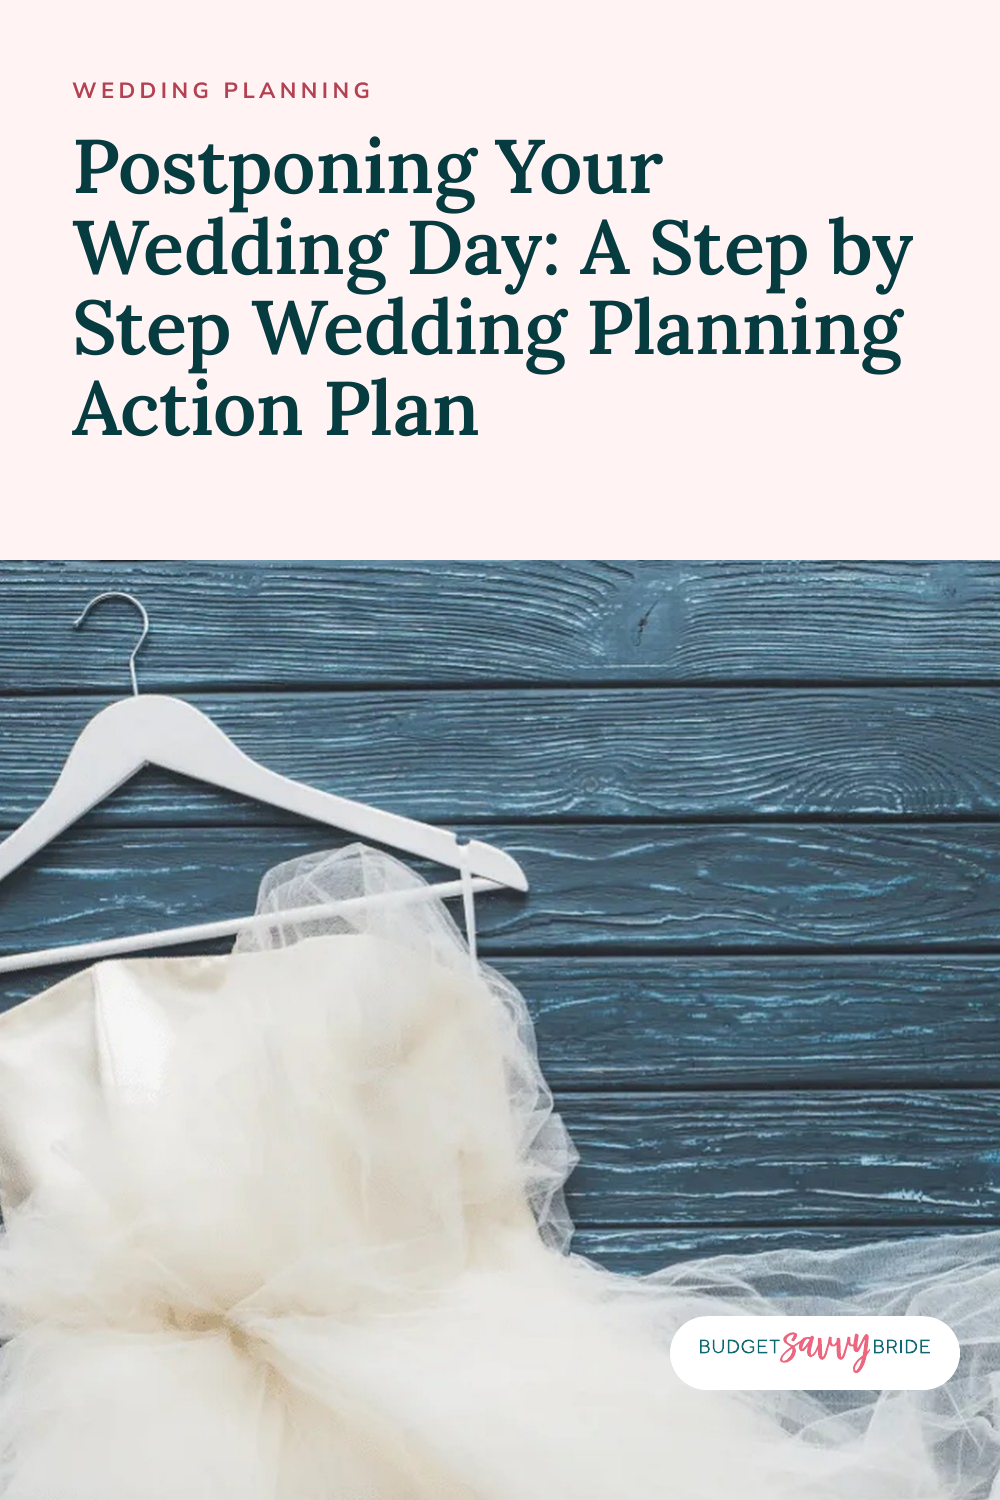 WEDDING PLANNING
Postponing Your
Wedding Day: A Step by
Step Wedding Planning
Action Plan
BUDGET savvy BRIDE